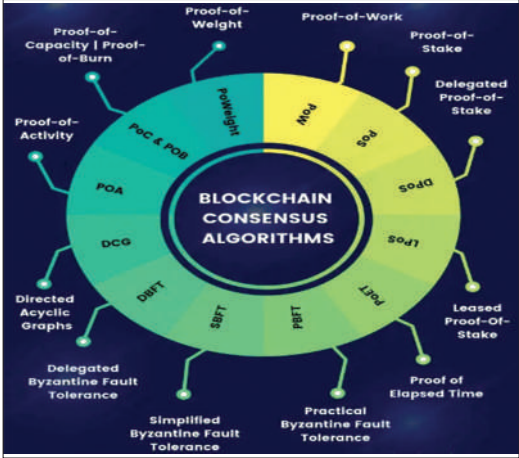 Proof-of-
Weight
Proof-of-Work
Proof-of-
Capacity | Proof-
of-Burn
Proof-of-
Stake
Delegated
Proof-of-
Stake
Proof-of-
Activity
PoWeight
PoW
PoC & POB
PoS
POA
DPoS
BLOCKCHAIN
CONSENSUS
ALGORITHMS
DCG
LPoS
DBFT
SBFT
PBFT
PoET
Directed
Acyclic
Graphs
Leased
Proof-Of-
Stake
Delegated
Byzantine Fault
Tolerance
Proof of
Elapsed Time
Simplified
Byzantine Fault
Tolerance
Practical
Byzantine Fault
Tolerance